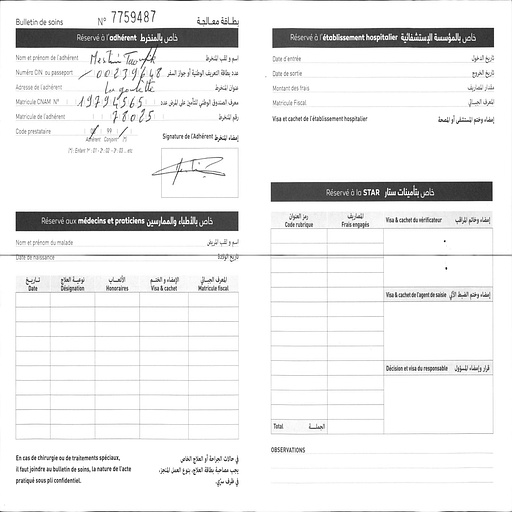 Bulletin de soins N° 7759487 بطاقة معالجة
Réservé à l'adhérent خاص بالمنخرط
Nom et prénom de l'adhérent اسم و لقب المنخرط
Numéro CIN ou passeport 00239648 عدد بطاقة التعريف الوطنية أو جواز السفر
Adresse de l'adhérent La goulette عنوان المنخرط
Matricule CNAM N° 19794565 معرف الصندوق الوطني للتأمين على المرض عدد
Matricule de l'adhérent 78025 رقم المنخرط
Code prestataire 00 99
Adhérent Conjoint (*)
(*) : Enfant 1er : 01 - 2 : 02 - 3 : 03 ... etc
Signature de l'Adhérent إمضاء المنخرط
Réservé aux médecins et praticiens خاص بالأطباء والممارسين
Nom et prénom du malade اسم و لقب المريض
Date de naissance تاريخ الولادة
تاريخ نوعية العلاج الأتعاب الإمضاء و الختم المعرف الجبائي
Date Désignation Honoraires Visa & cachet Matricule fiscal
En cas de chirurgie ou de traitements spéciaux,
il faut joindre au bulletin de soins, la nature de l'acte
pratiqué sous pli confidentiel.
في حالات الجراحة أو العلاج الخاص
يجب مصاحبة بطاقة العلاج، بنوع العمل المنجز،
في ظرف سري.
Réservé à l'établissement hospitalier خاص بالمؤسسة الإستشفائية
Date d'entrée تاريخ الدخول
Date de sortie تاريخ الخروج
Montant des frais مقدار المصاريف
Matricule Fiscal المعرف الجبائي
Visa et cachet de l'établissement hospitalier إمضاء وختم المستشفى أو المصحة
Réservé à la STAR خاص بتأمينات ستار
رمز العنوان المصاريف
Code rubrique Frais engagés
Visa & cachet du vérificateur إمضاء وخاتم المراقب
Visa & cachet de l'agent de saisie إمضاء وختم الضبط الآلي
Décision et visa du responsable قرار وإمضاء المسؤول
Total الجملة
OBSERVATIONS